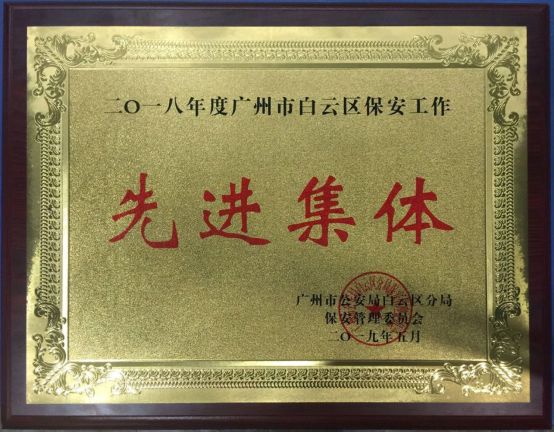 二〇一八年度广州市白云区保安工作
先进集体
广州市公安局白云区分局
保安管理委员会
二〇一九年五月